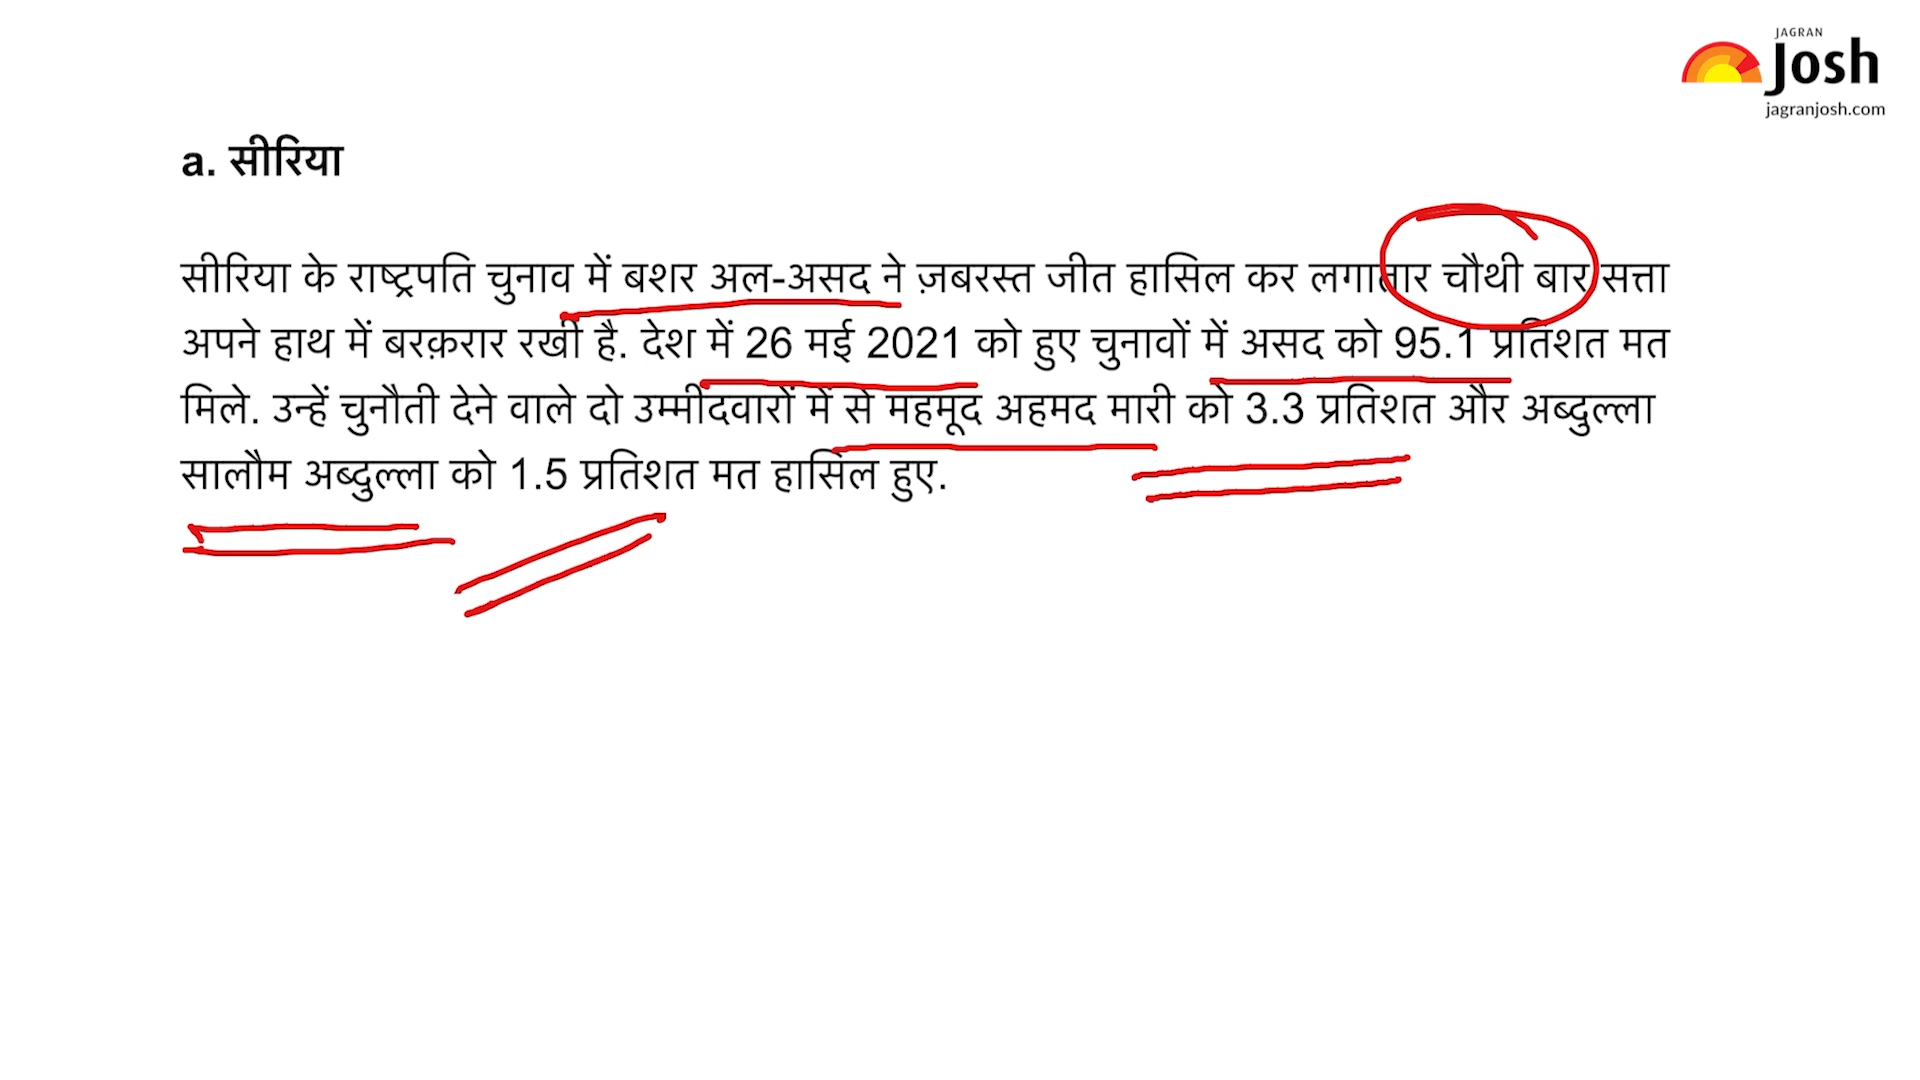 JAGRAN
Josh
jagranjosh.com
a. सीरिया
सीरिया के राष्ट्रपति चुनाव में बशर अल-असद ने ज़बरस्त जीत हासिल कर लगातार चौथी बार सत्ता
अपने हाथ में बरक़रार रखी है. देश में 26 मई 2021 को हुए चुनावों में असद को 95.1 प्रतिशत मत
मिले. उन्हें चुनौती देने वाले दो उम्मीदवारों में से महमूद अहमद मारी को 3.3 प्रतिशत और अब्दुल्ला
सालौम अब्दुल्ला को 1.5 प्रतिशत मत हासिल हुए.